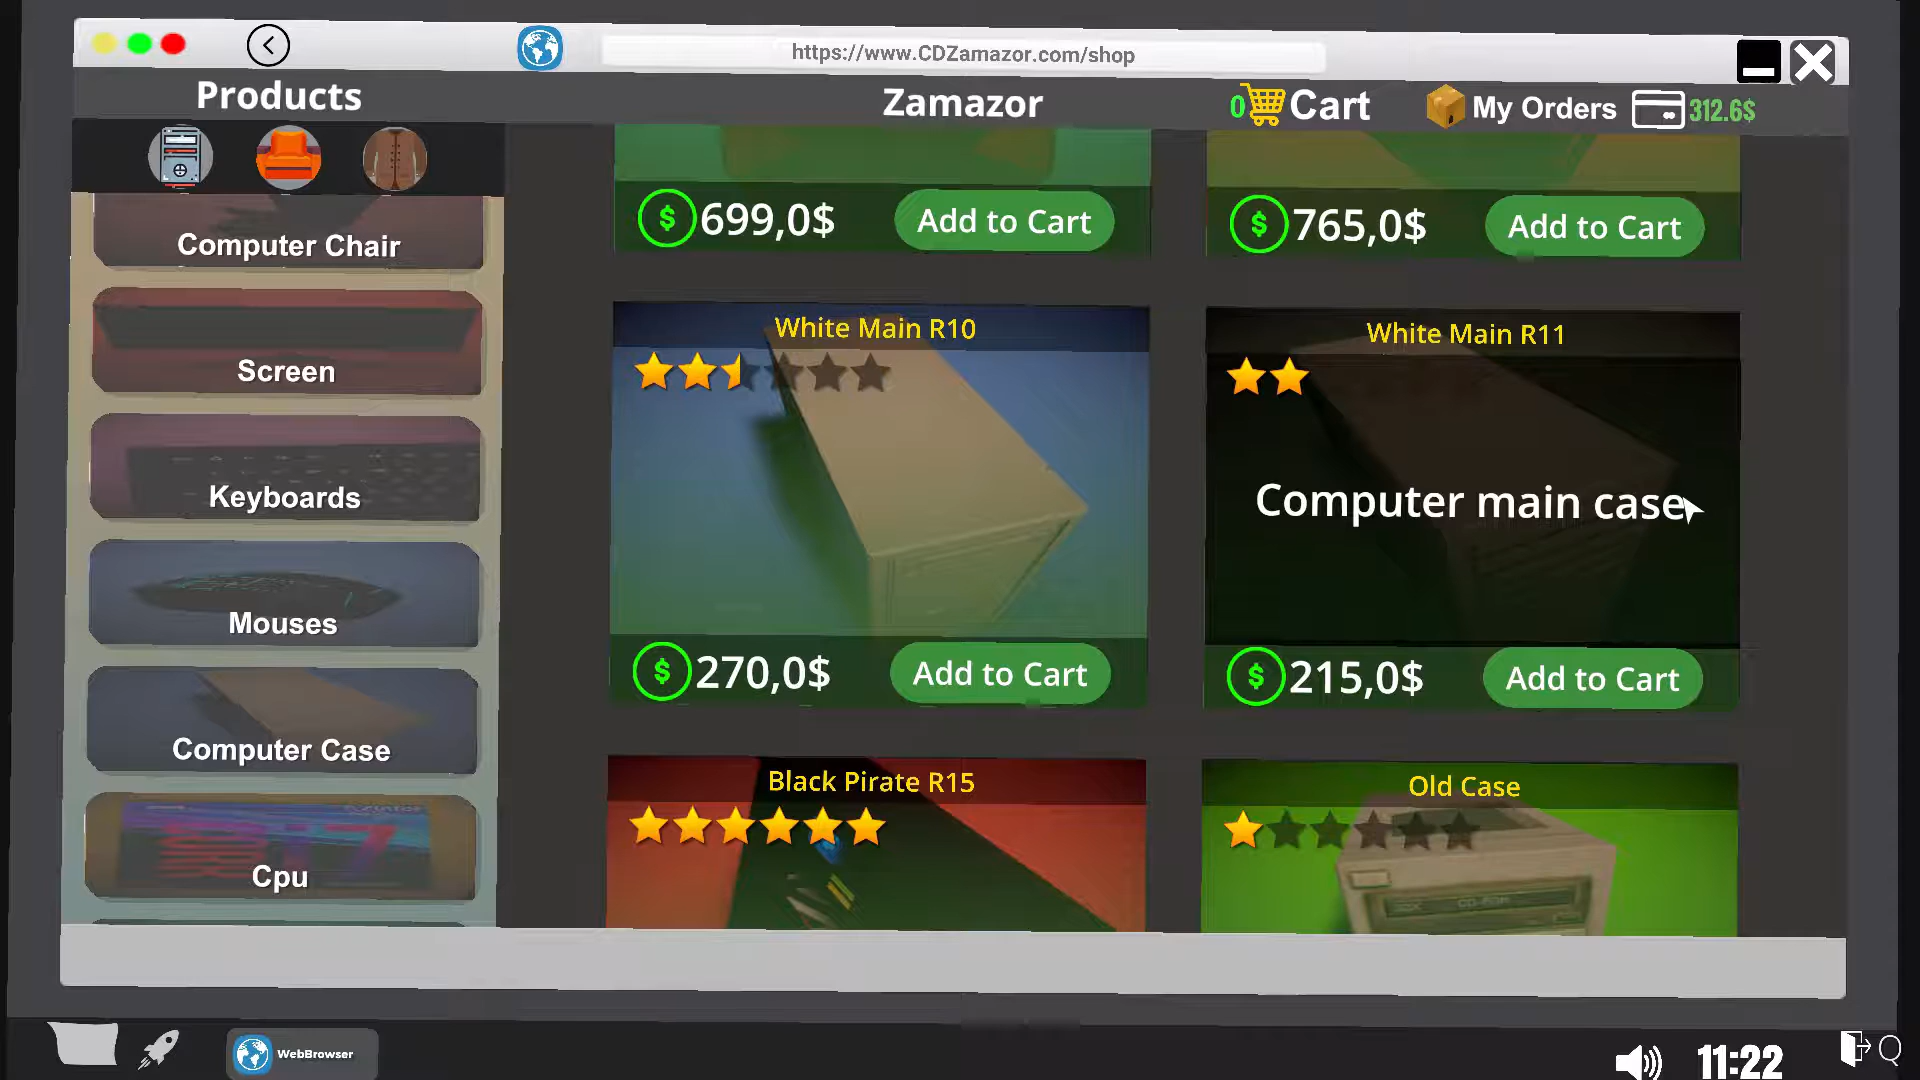 https://www.CDZamazor.com/shop
Products
Zamazor
0 Cart
My Orders
312.6$
Computer Chair
Screen
Keyboards
Mouses
Computer Case
Cpu
$ 699,0$
Add to Cart
$ 765,0$
Add to Cart
White Main R10
$ 270,0$
Add to Cart
White Main R11
Computer main case
$ 215,0$
Add to Cart
Black Pirate R15
Old Case
WebBrowser
11:22
Q